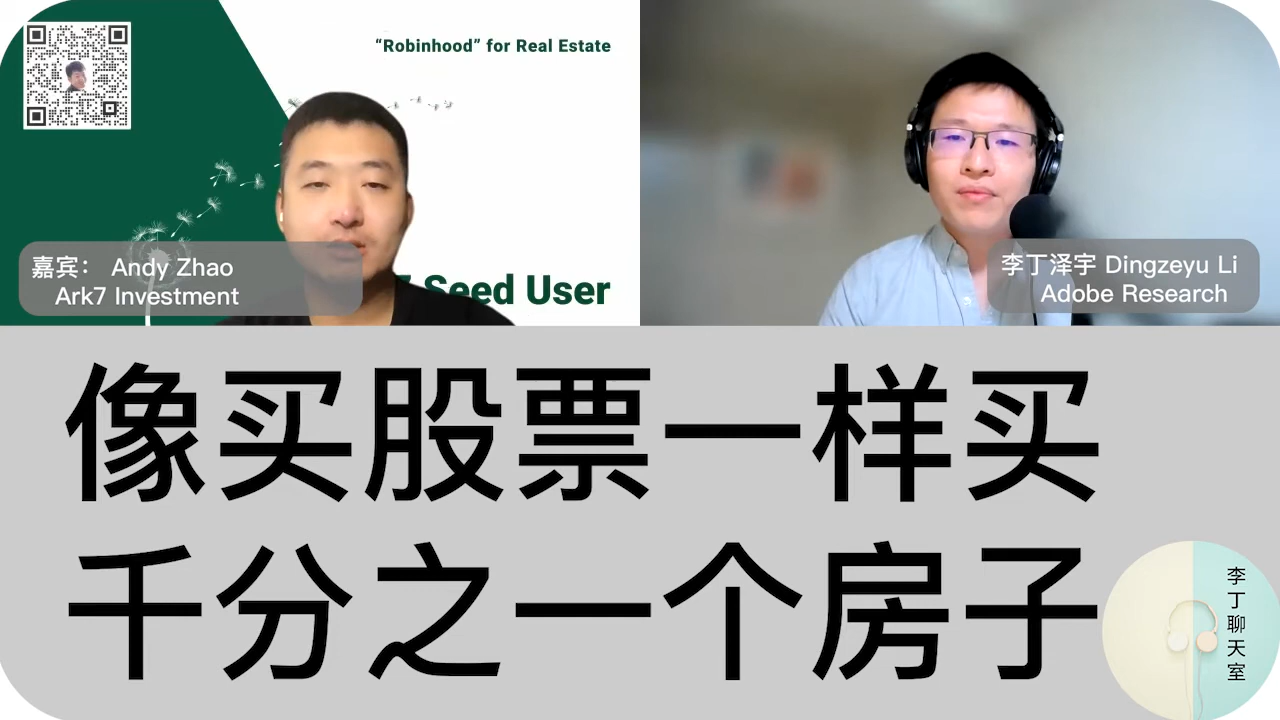 “Robinhood” for Real Estate
嘉宾： Andy Zhao
Ark7 Investment
Seed User
李丁泽宇 Dingzeyu Li
Adobe Research
像买股票一样买
千分之一个房子
李丁聊天室